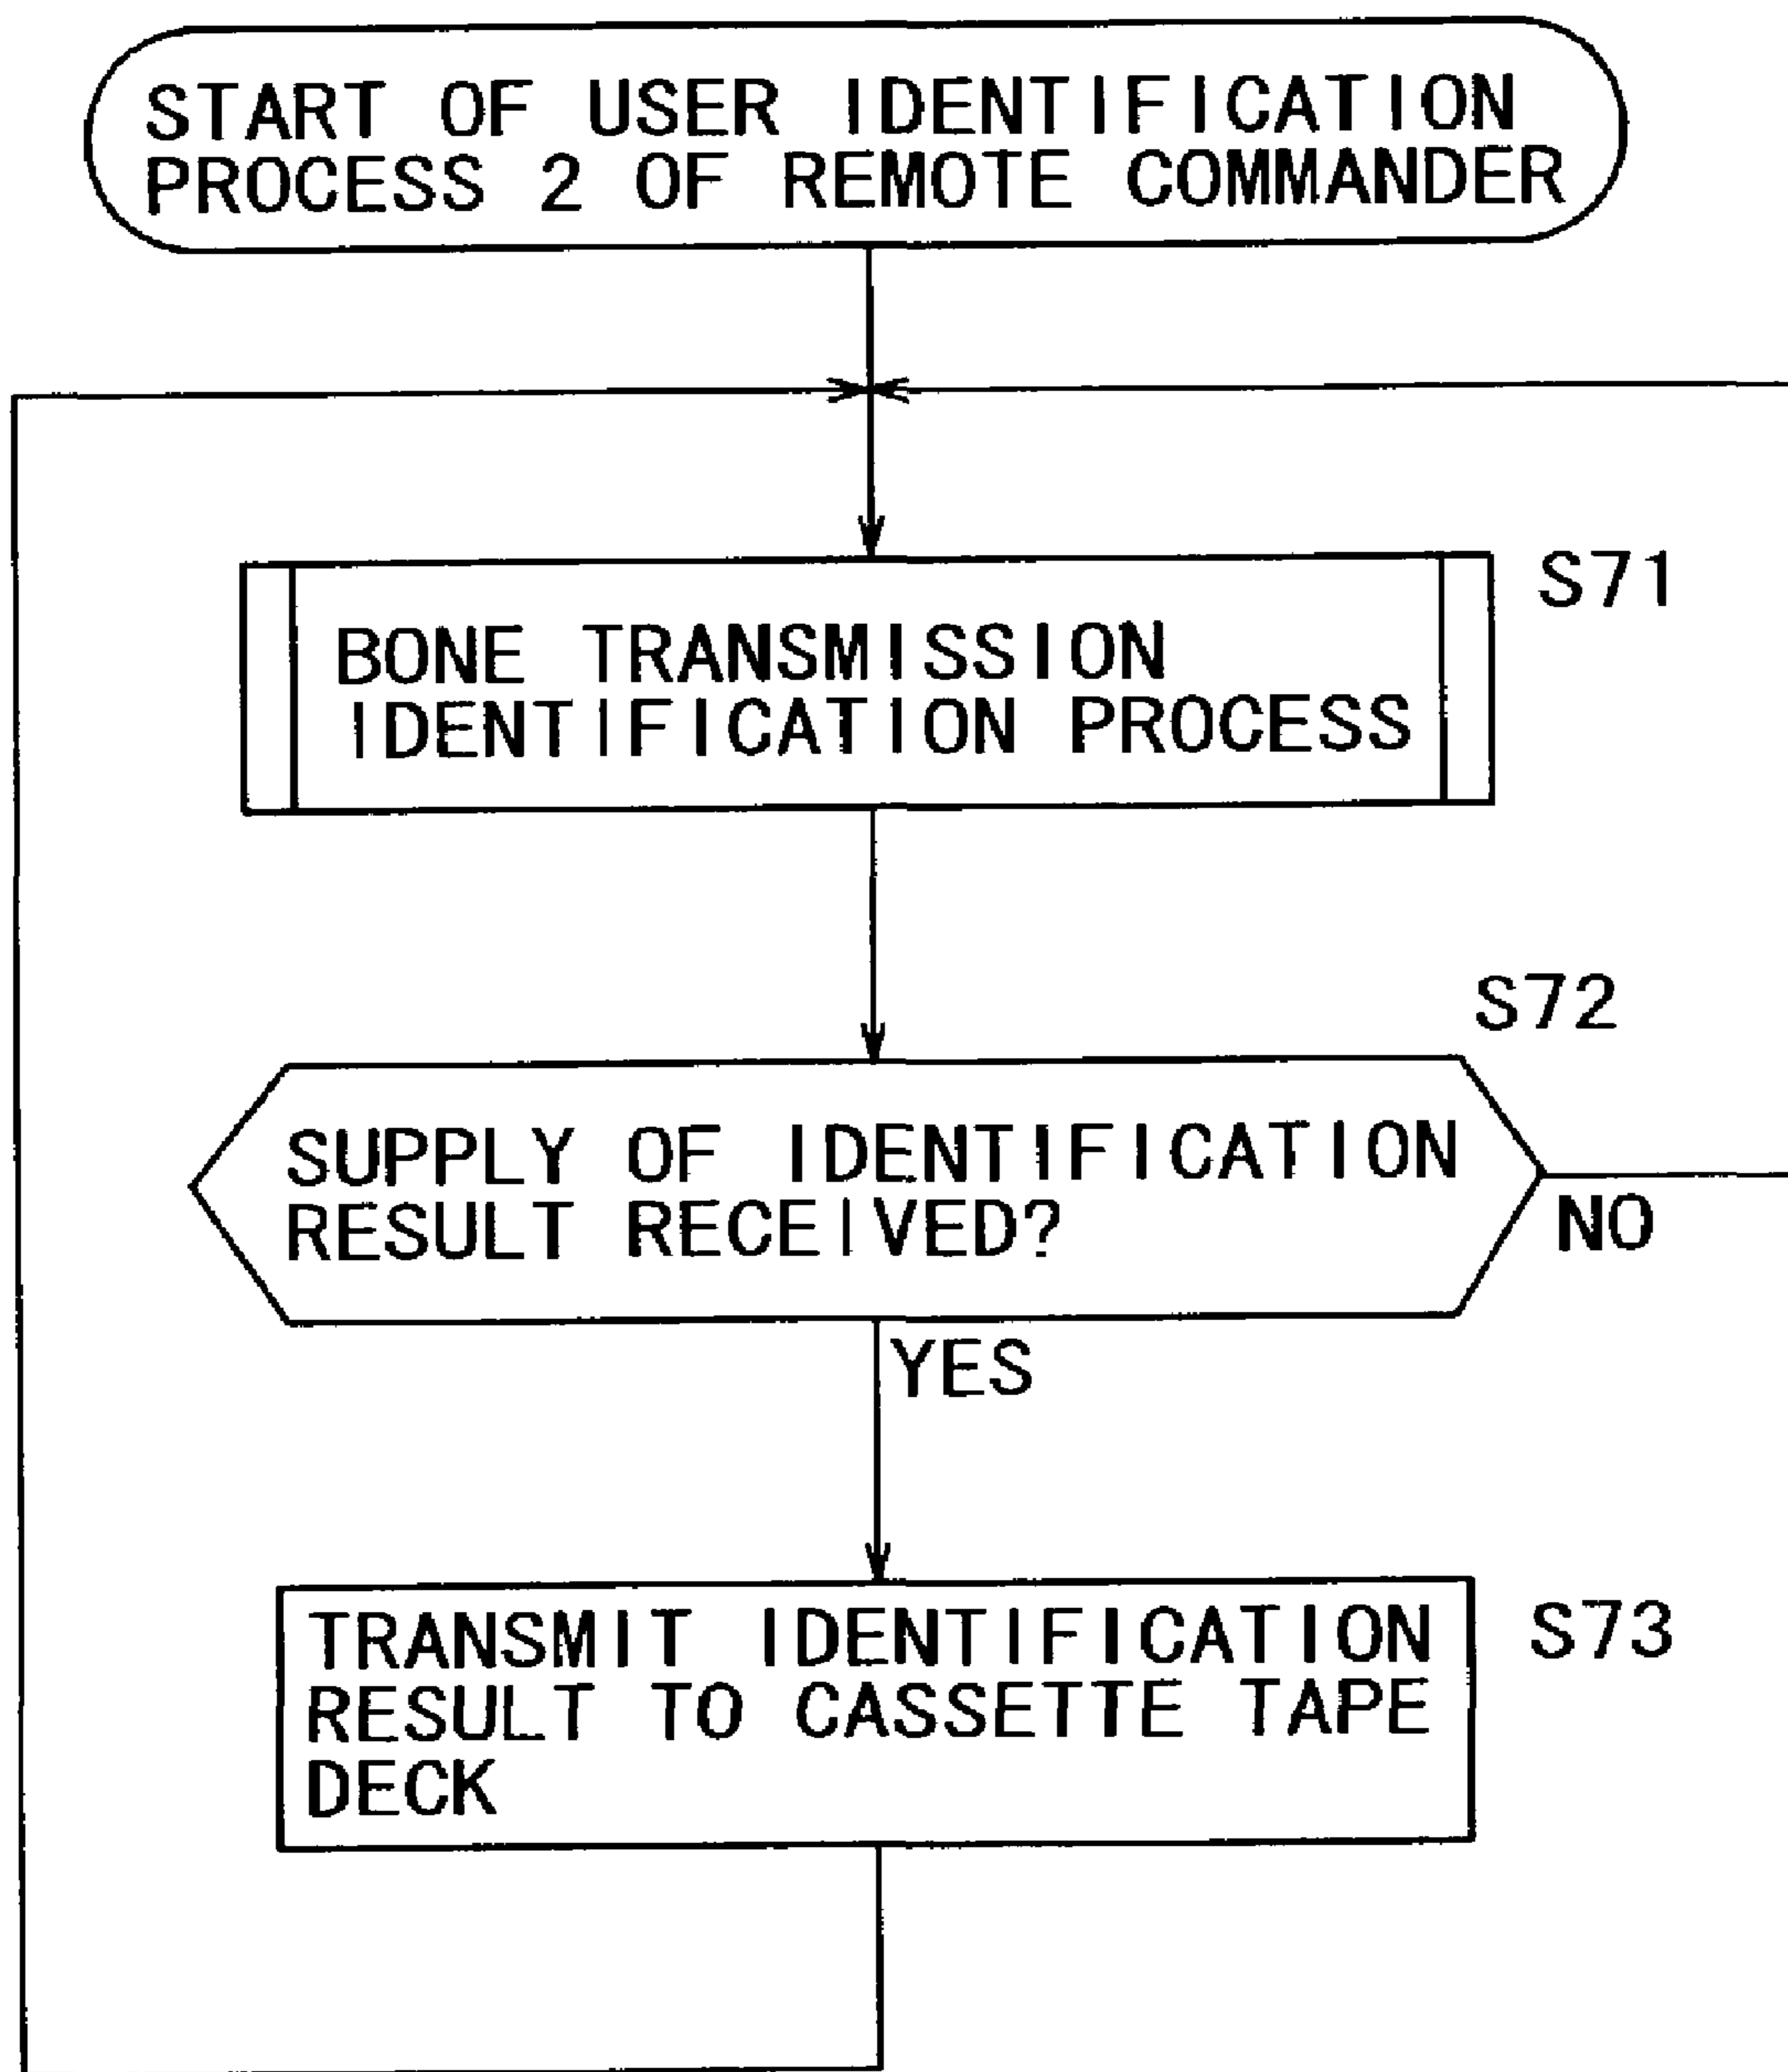 START OF USER IDENTIFICATION
PROCESS 2 OF REMOTE COMMANDER
S71
BONE TRANSMISSION
IDENTIFICATION PROCESS
S72
SUPPLY OF IDENTIFICATION
RESULT RECEIVED?
NO
YES
TRANSMIT IDENTIFICATION
S73
RESULT TO CASSETTE TAPE
DECK